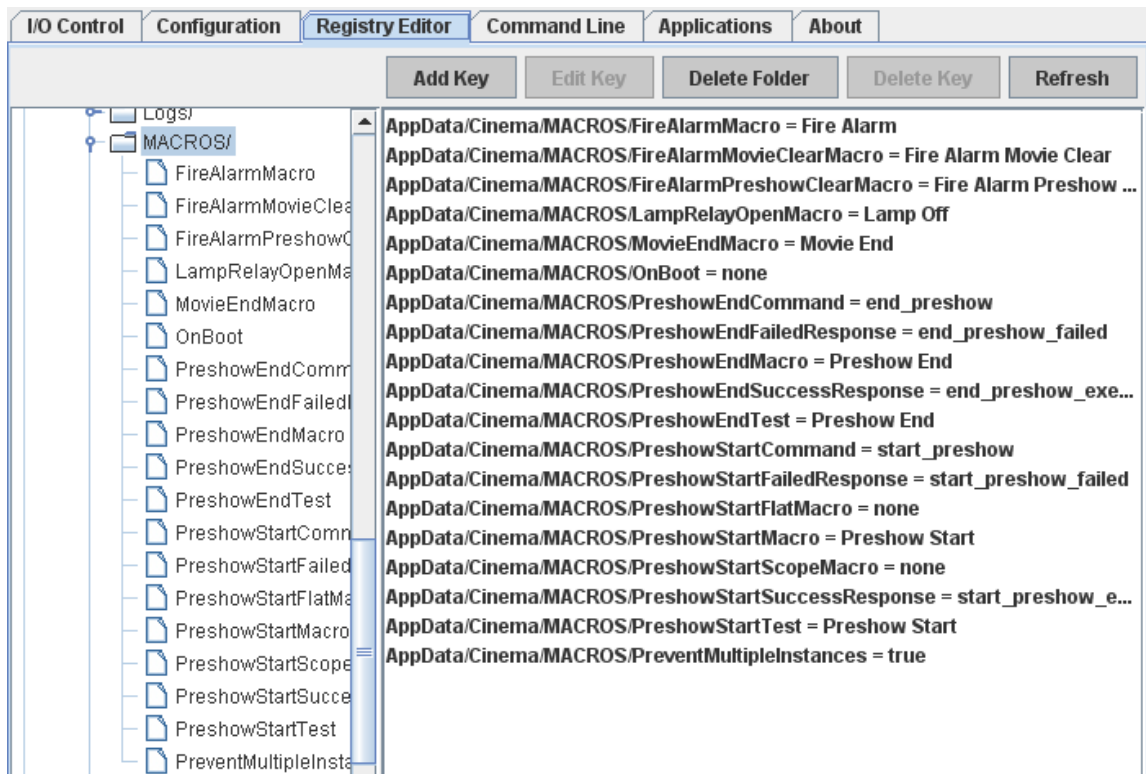 I/O Control Configuration Registry Editor Command Line Applications About
Add Key Edit Key Delete Folder Delete Key Refresh
Logs/
MACROS/
FireAlarmMacro
FireAlarmMovieClea
FireAlarmPreshowC
LampRelayOpenMa
MovieEndMacro
OnBoot
PreshowEndComm
PreshowEndFailed
PreshowEndMacro
PreshowEndSucces
PreshowEndTest
PreshowStartComn
PreshowStartFailed
PreshowStartFlatMa
PreshowStartMacro
PreshowStartScope
PreshowStartSucce
PreshowStartTest
PreventMultipleInsta
AppData/Cinema/MACROS/FireAlarmMacro = Fire Alarm
AppData/Cinema/MACROS/FireAlarmMovieClearMacro = Fire Alarm Movie Clear
AppData/Cinema/MACROS/FireAlarmPreshowClearMacro = Fire Alarm Preshow ...
AppData/Cinema/MACROS/LampRelayOpenMacro = Lamp Off
AppData/Cinema/MACROS/MovieEndMacro = Movie End
AppData/Cinema/MACROS/OnBoot = none
AppData/Cinema/MACROS/PreshowEndCommand = end_preshow
AppData/Cinema/MACROS/PreshowEndFailedResponse = end_preshow_failed
AppData/Cinema/MACROS/PreshowEndMacro = Preshow End
AppData/Cinema/MACROS/PreshowEndSuccessResponse = end_preshow_exe...
AppData/Cinema/MACROS/PreshowEndTest = Preshow End
AppData/Cinema/MACROS/PreshowStartCommand = start_preshow
AppData/Cinema/MACROS/PreshowStartFailedResponse = start_preshow_failed
AppData/Cinema/MACROS/PreshowStartFlatMacro = none
AppData/Cinema/MACROS/PreshowStartMacro = Preshow Start
AppData/Cinema/MACROS/PreshowStartScopeMacro = none
AppData/Cinema/MACROS/PreshowStartSuccessResponse = start_preshow_e...
AppData/Cinema/MACROS/PreshowStartTest = Preshow Start
AppData/Cinema/MACROS/PreventMultipleInstances = true